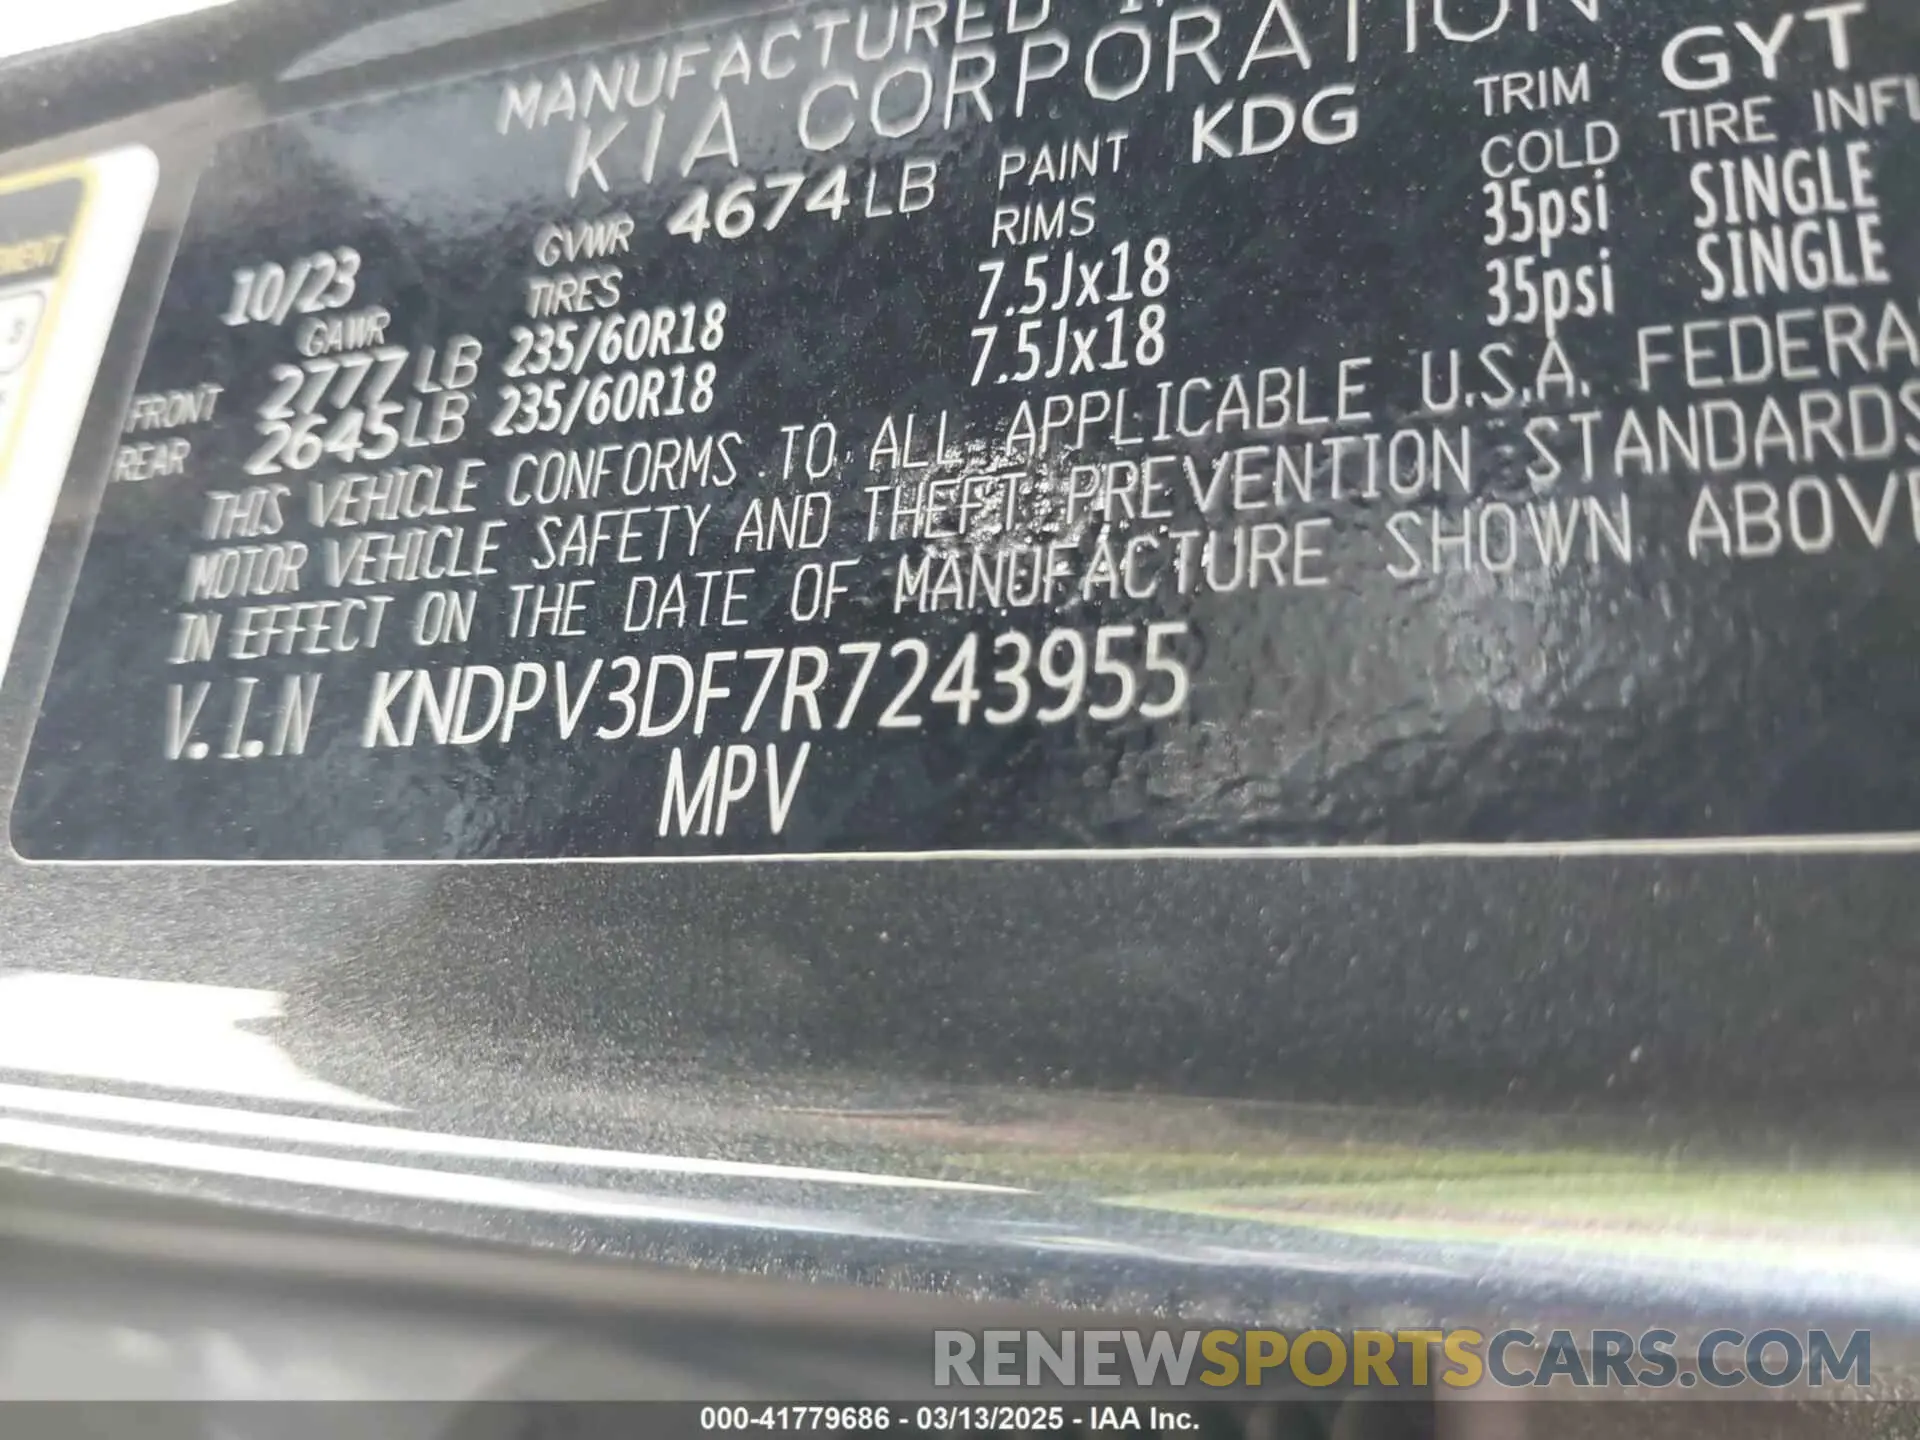 MANUFACTURED
KIA CORPORATION
10/23 GVWR 4674LB PAINT KDG TRIM GYT
GAWR TIRES RIMS COLD TIRE
FRONT 2777LB 235/60R18 7.5Jx18 35psi SINGLE
REAR 2645LB 235/60R18 7.5Jx18 35psi SINGLE
THIS VEHICLE CONFORMS TO ALL APPLICABLE U.S.A.
MOTOR VEHICLE SAFETY AND THEFT PREVENTION STANDARDS
IN EFFECT ON THE DATE OF MANUFACTURE SHOWN ABOVE
V.I.N KNDPV3DF7R7243955
MPV
RENEWSPORTSCARS.COM
000-41779686 - 03/13/2025 - IAA Inc.